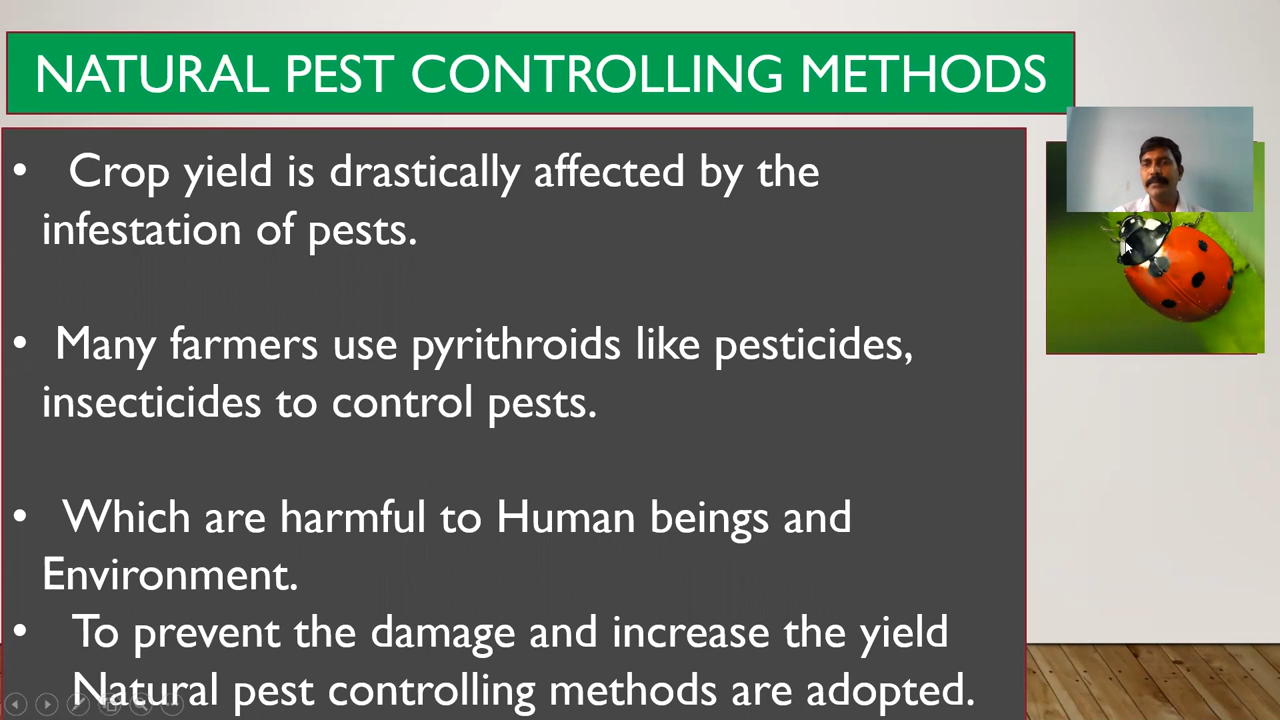 NATURAL PEST CONTROLLING METHODS
• Crop yield is drastically affected by the
infestation of pests.
• Many farmers use pyrithroids like pesticides,
insecticides to control pests.
• Which are harmful to Human beings and
Environment.
• To prevent the damage and increase the yield
Natural pest controlling methods are adopted.